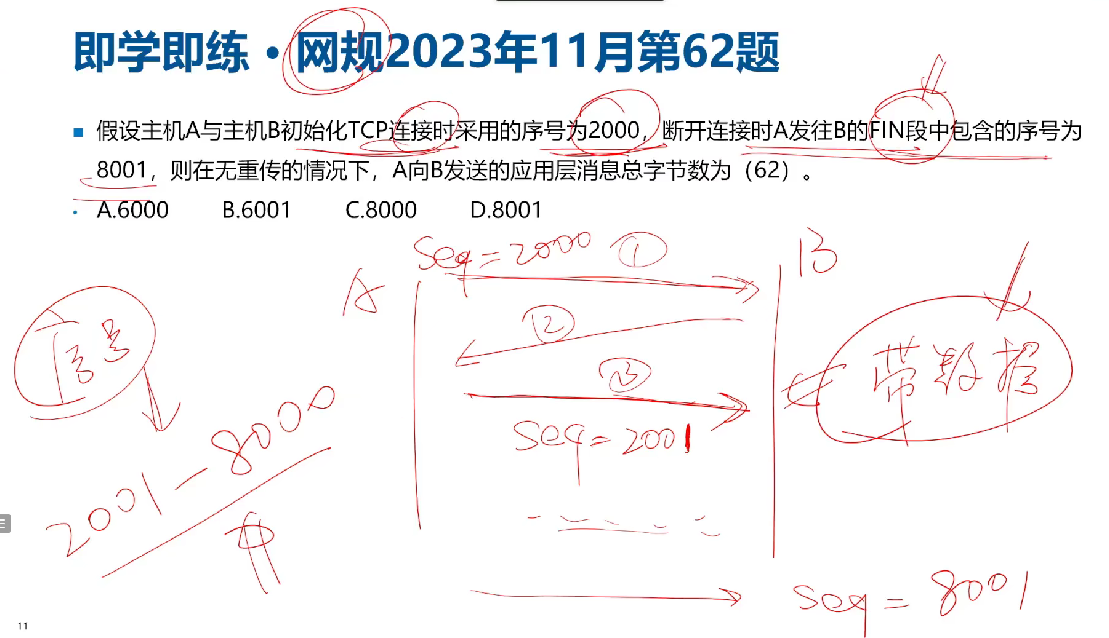 即学即练·网规2023年11月第62题
假设主机A与主机B初始化TCP连接时采用的序号为2000，断开连接时A发往B的FIN段中包含的序号为
8001，则在无重传的情况下，A向B发送的应用层消息总字节数为（62）。
A.6000 B.6001 C.8000 D.8001
Seq=2000 ①
A
B
②
序号
③
带数据
Seq=2001
2001-8000
seq = 8001
11